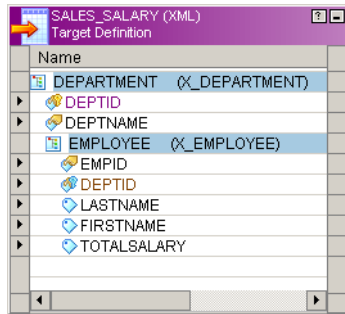 SALES_SALARY (XML)
Target Definition
Name
DEPARTMENT (X_DEPARTMENT)
DEPTID
DEPTNAME
EMPLOYEE (X_EMPLOYEE)
EMPID
DEPTID
LASTNAME
FIRSTNAME
TOTALSALARY